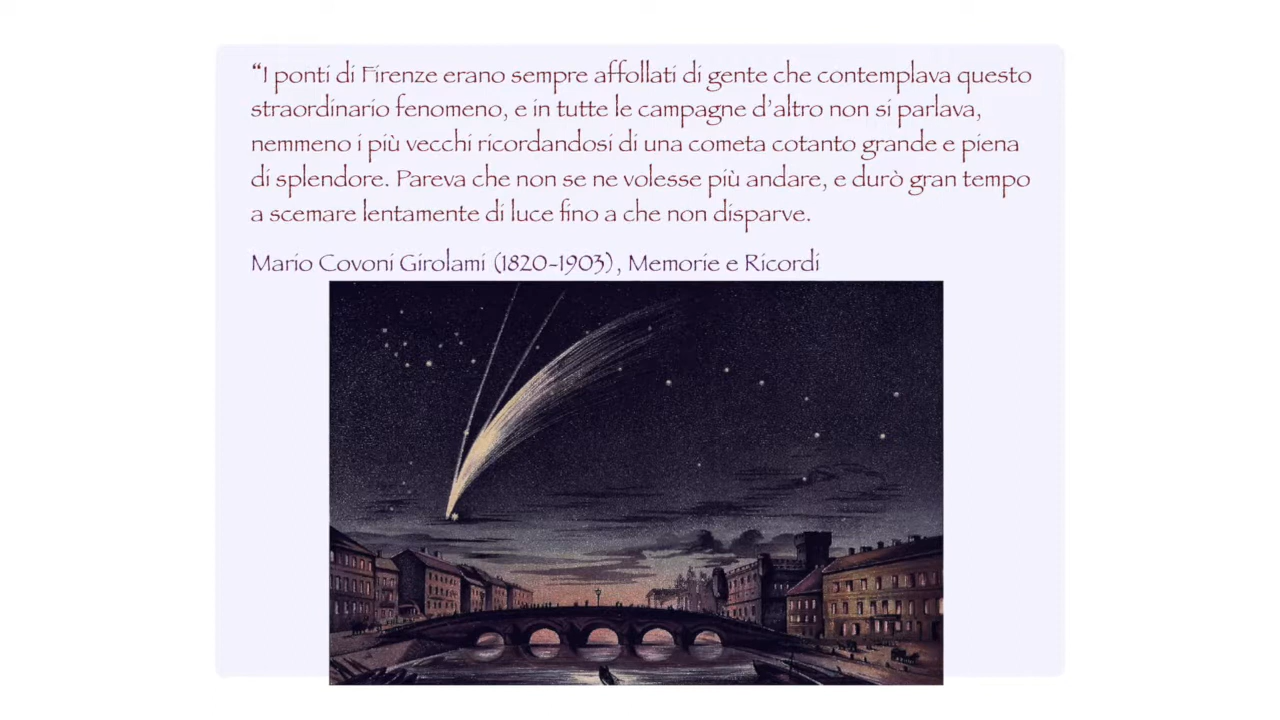 “I ponti di Firenze erano sempre affollati di gente che contemplava questo
straordinario fenomeno, e in tutte le campagne d’altro non si parlava,
nemmeno i più vecchi ricordandosi di una cometa cotanto grande e piena
di splendore. Pareva che non se ne volesse più andare, e durò gran tempo
a scemare lentamente di luce fino a che non disparve.
Mario Covoni Girolami (1820-1903), Memorie e Ricordi